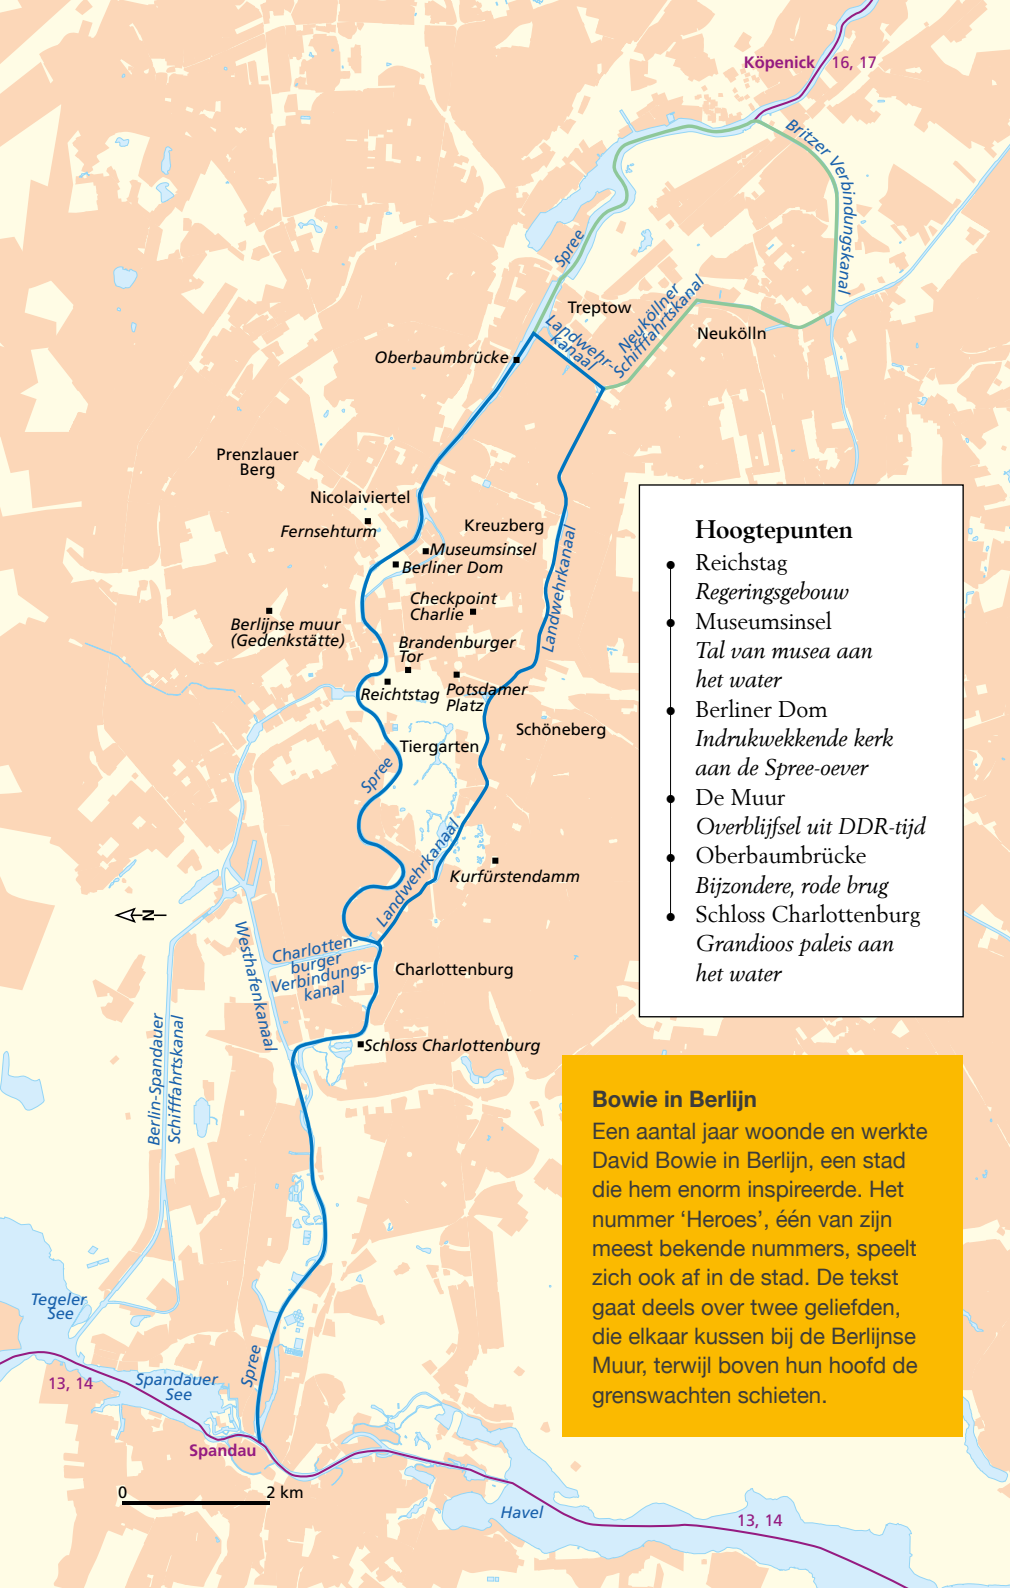 Köpenick
16, 17
Britzer Verbindungskanal
Spree
Treptow
Neuköllner
Schifffahrtskanal
Landwehr-
kanaal
Neukölln
Oberbaumbrücke
Prenzlauer
Berg
Nicolaiviertel
Fernsehturm
Kreuzberg
Museumsinsel
Berliner Dom
Landwehrkanaal
Checkpoint
Charlie
Berlijnse muur
(Gedenkstätte)
Brandenburger
Tor
Reichtstag
Potsdamer
Platz
Schöneberg
Tiergarten
Spree
Landwehrkanaal
Kurfürstendamm
N
Westhafenkanaal
Charlotten-
burger
Verbindungs-
kanal
Charlottenburg
Schloss Charlottenburg
Berlin-Spandauer
Schifffahrtskanal
Tegeler
See
13, 14
Spandauer
See
Spree
Spandau
0 2 km
Havel
13, 14
Hoogtepunten
Reichstag
Regeringsgebouw
Museumsinsel
Tal van musea aan
het water
Berliner Dom
Indrukwekkende kerk
aan de Spree-oever
De Muur
Overblijfsel uit DDR-tijd
Oberbaumbrücke
Bijzondere, rode brug
Schloss Charlottenburg
Grandioos paleis aan
het water
Bowie in Berlijn
Een aantal jaar woonde en werkte
David Bowie in Berlijn, een stad
die hem enorm inspireerde. Het
nummer ‘Heroes’, één van zijn
meest bekende nummers, speelt
zich ook af in de stad. De tekst
gaat deels over twee geliefden,
die elkaar kussen bij de Berlijnse
Muur, terwijl boven hun hoofd de
grenswachten schieten.